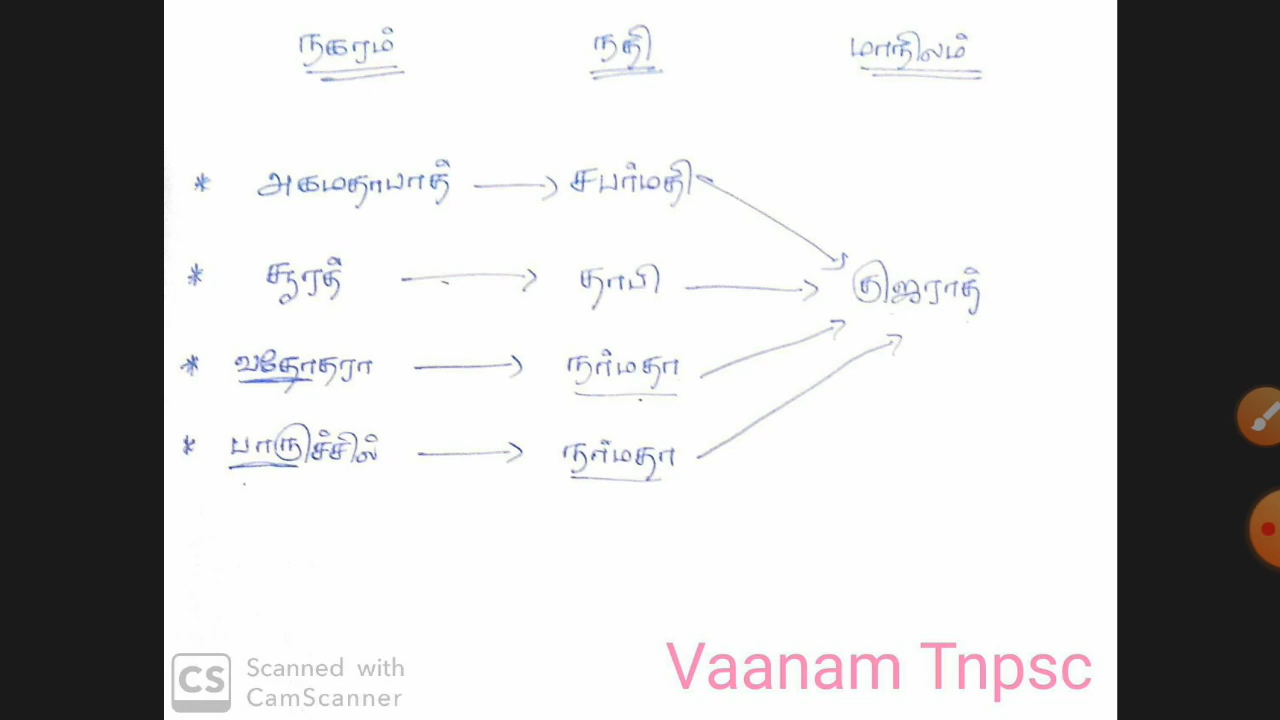 நகரம் நதி மாநிலம்
* அகமதாபாத் சபர்மதி
* சூரத் தாபி குஜராத்
* வதோதரா நர்மதா
* பாருச்சில் நர்மதா
CS Scanned with CamScanner
Vaanam Tnpsc